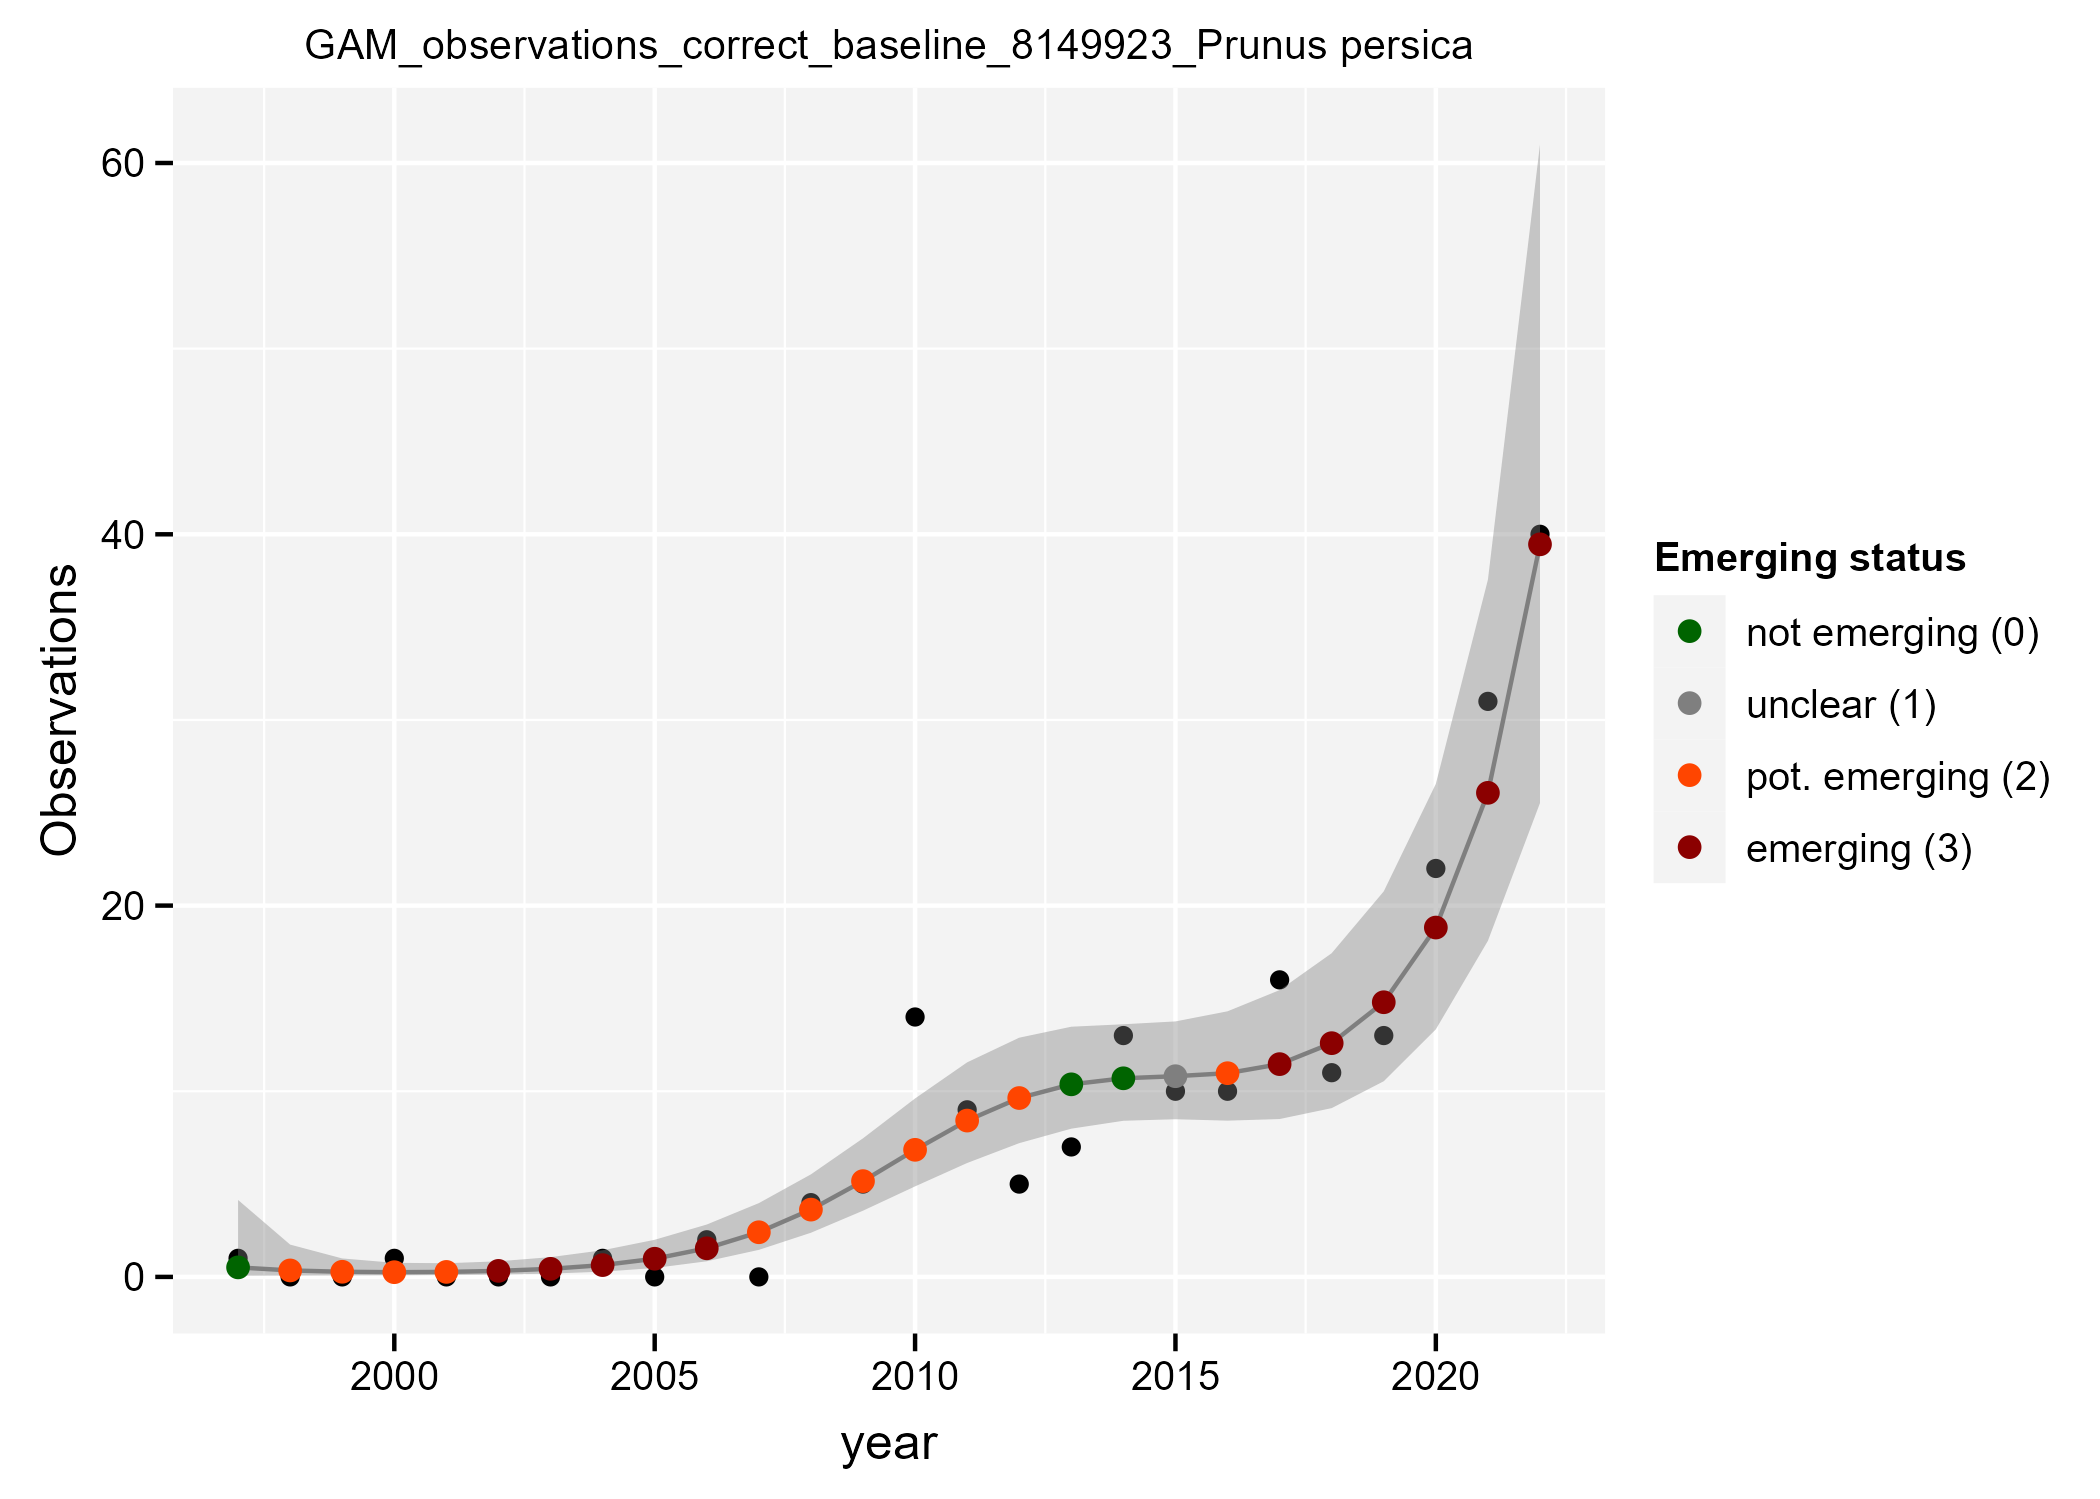 GAM_observations_correct_baseline_8149923_Prunus persica
60
40
20
0
Observations
2000 2005 2010 2015 2020
year
Emerging status
not emerging (0)
unclear (1)
pot. emerging (2)
emerging (3)